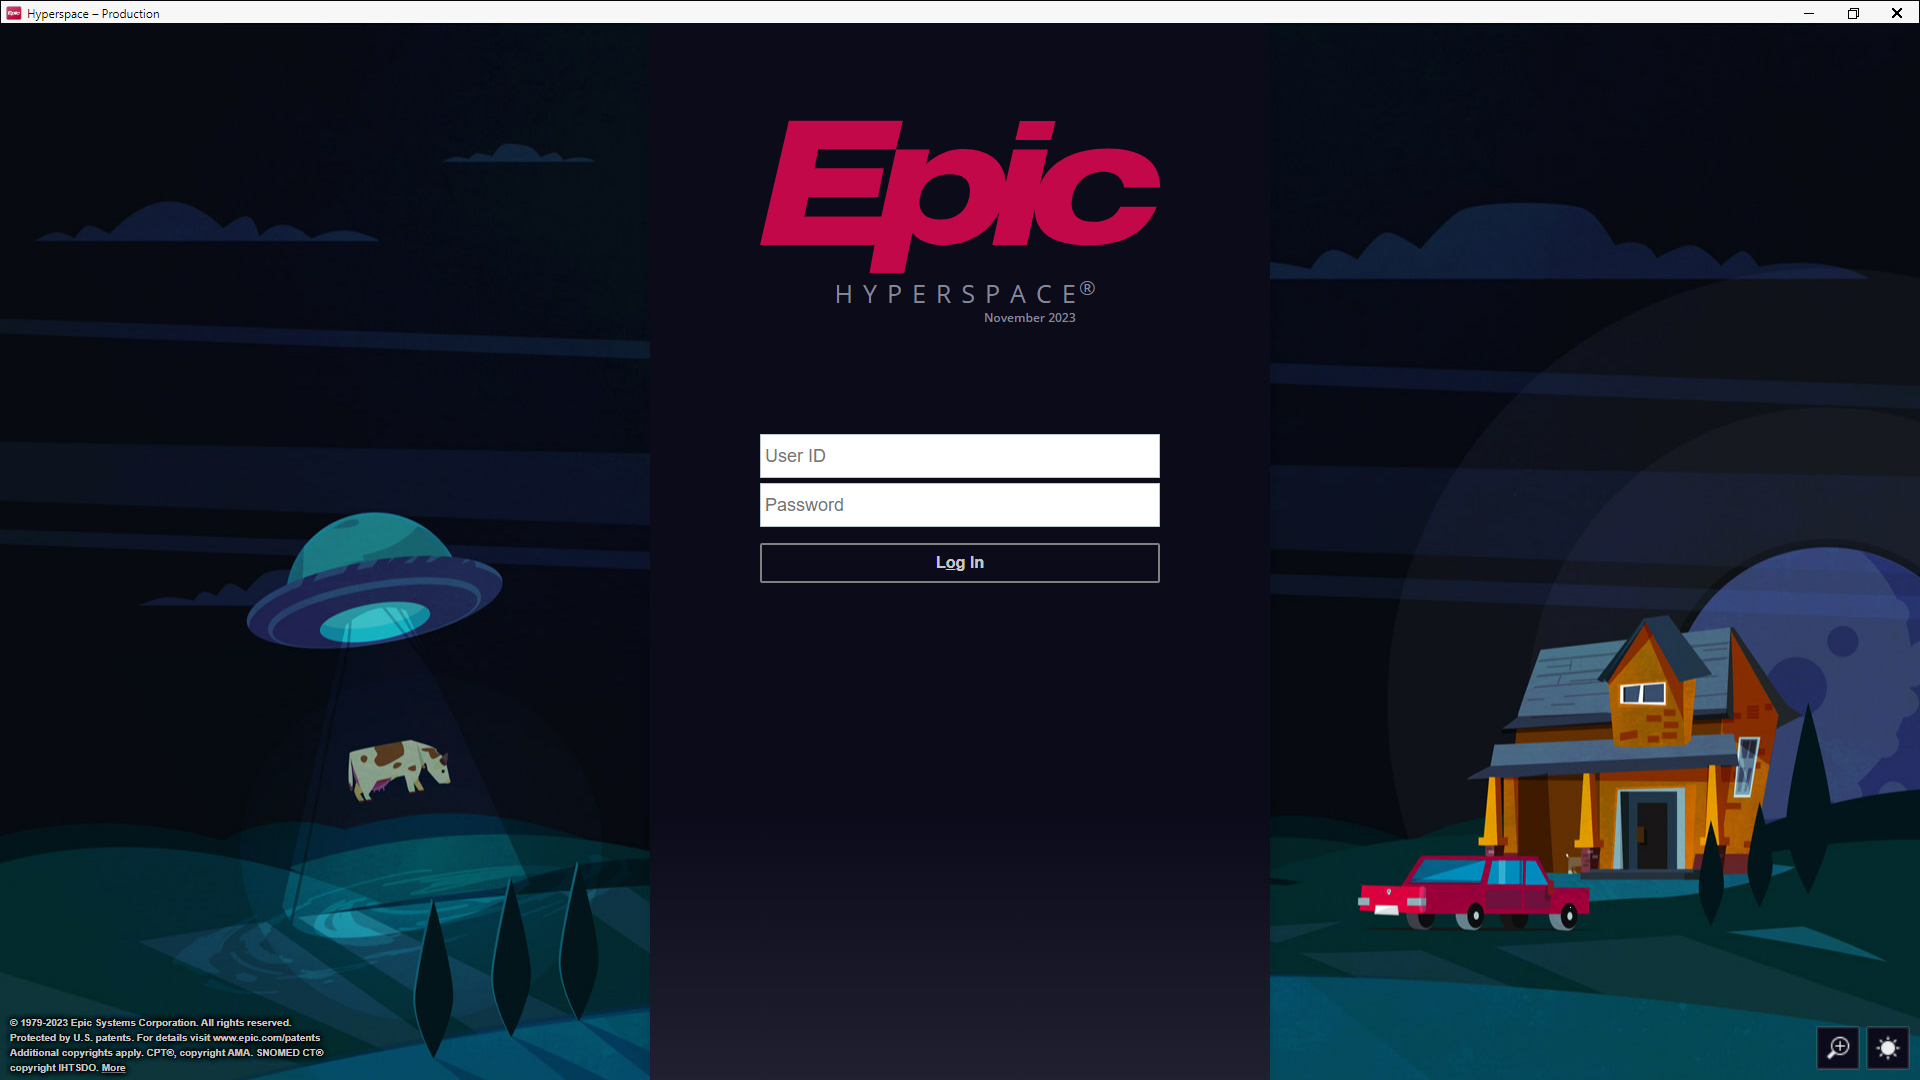 Epic
Hyperspace – Production
Epic
HYPERSPACE®
November 2023
User ID
Password
Log In
© 1979-2023 Epic Systems Corporation. All rights reserved.
Protected by U.S. patents. For details visit www.epic.com/patents
Additional copyrights apply. CPT®, copyright AMA. SNOMED CT®
copyright IHTSDO. More